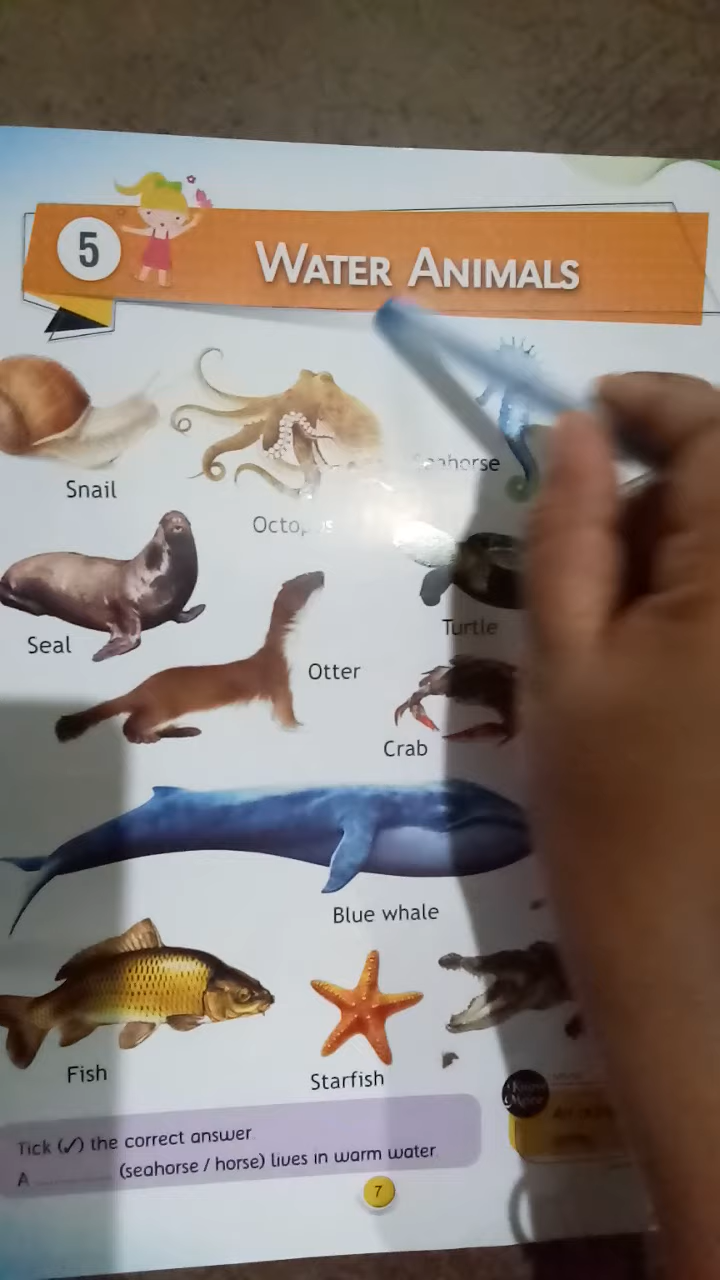 5
WATER ANIMALS
Snail
Seahorse
Seal
Otter
Turtle
Crab
Blue whale
Fish
Starfish
Tick (✓) the correct answer.
A ............ (seahorse / horse) lives in warm water.
7